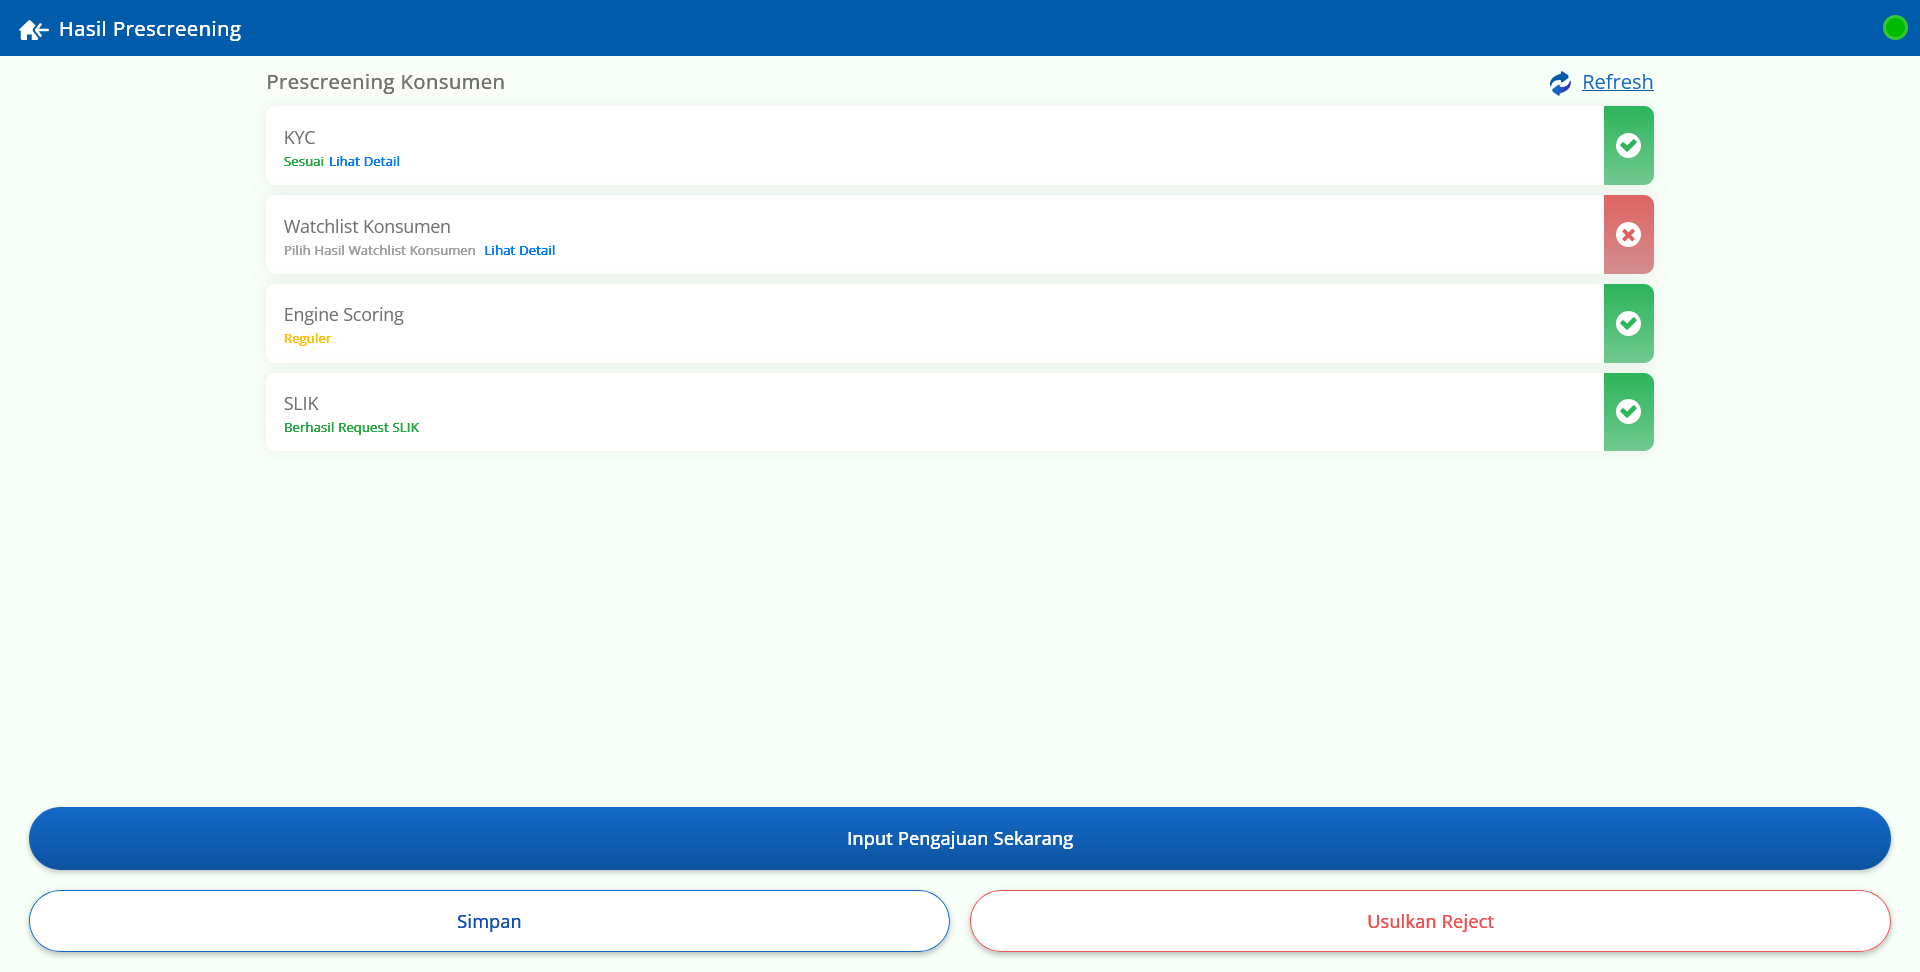 Hasil Prescreening
Prescreening Konsumen
Refresh
KYC
Sesuai Lihat Detail
Watchlist Konsumen
Pilih Hasil Watchlist Konsumen Lihat Detail
Engine Scoring
Reguler
SLIK
Berhasil Request SLIK
Input Pengajuan Sekarang
Simpan
Usulkan Reject